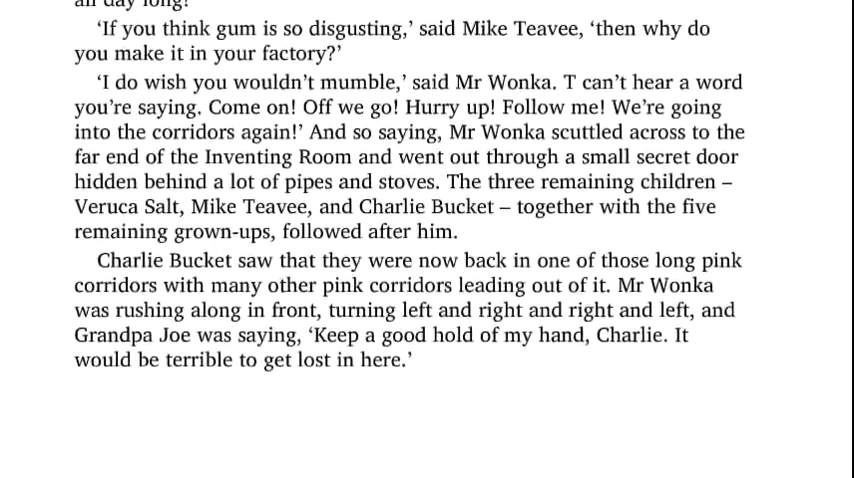 all day long!
‘If you think gum is so disgusting,’ said Mike Teavee, ‘then why do
you make it in your factory?’
‘I do wish you wouldn’t mumble,’ said Mr Wonka. T can’t hear a word
you’re saying. Come on! Off we go! Hurry up! Follow me! We’re going
into the corridors again!’ And so saying, Mr Wonka scuttled across to the
far end of the Inventing Room and went out through a small secret door
hidden behind a lot of pipes and stoves. The three remaining children –
Veruca Salt, Mike Teavee, and Charlie Bucket – together with the five
remaining grown-ups, followed after him.
Charlie Bucket saw that they were now back in one of those long pink
corridors with many other pink corridors leading out of it. Mr Wonka
was rushing along in front, turning left and right and right and left, and
Grandpa Joe was saying, ‘Keep a good hold of my hand, Charlie. It
would be terrible to get lost in here.’